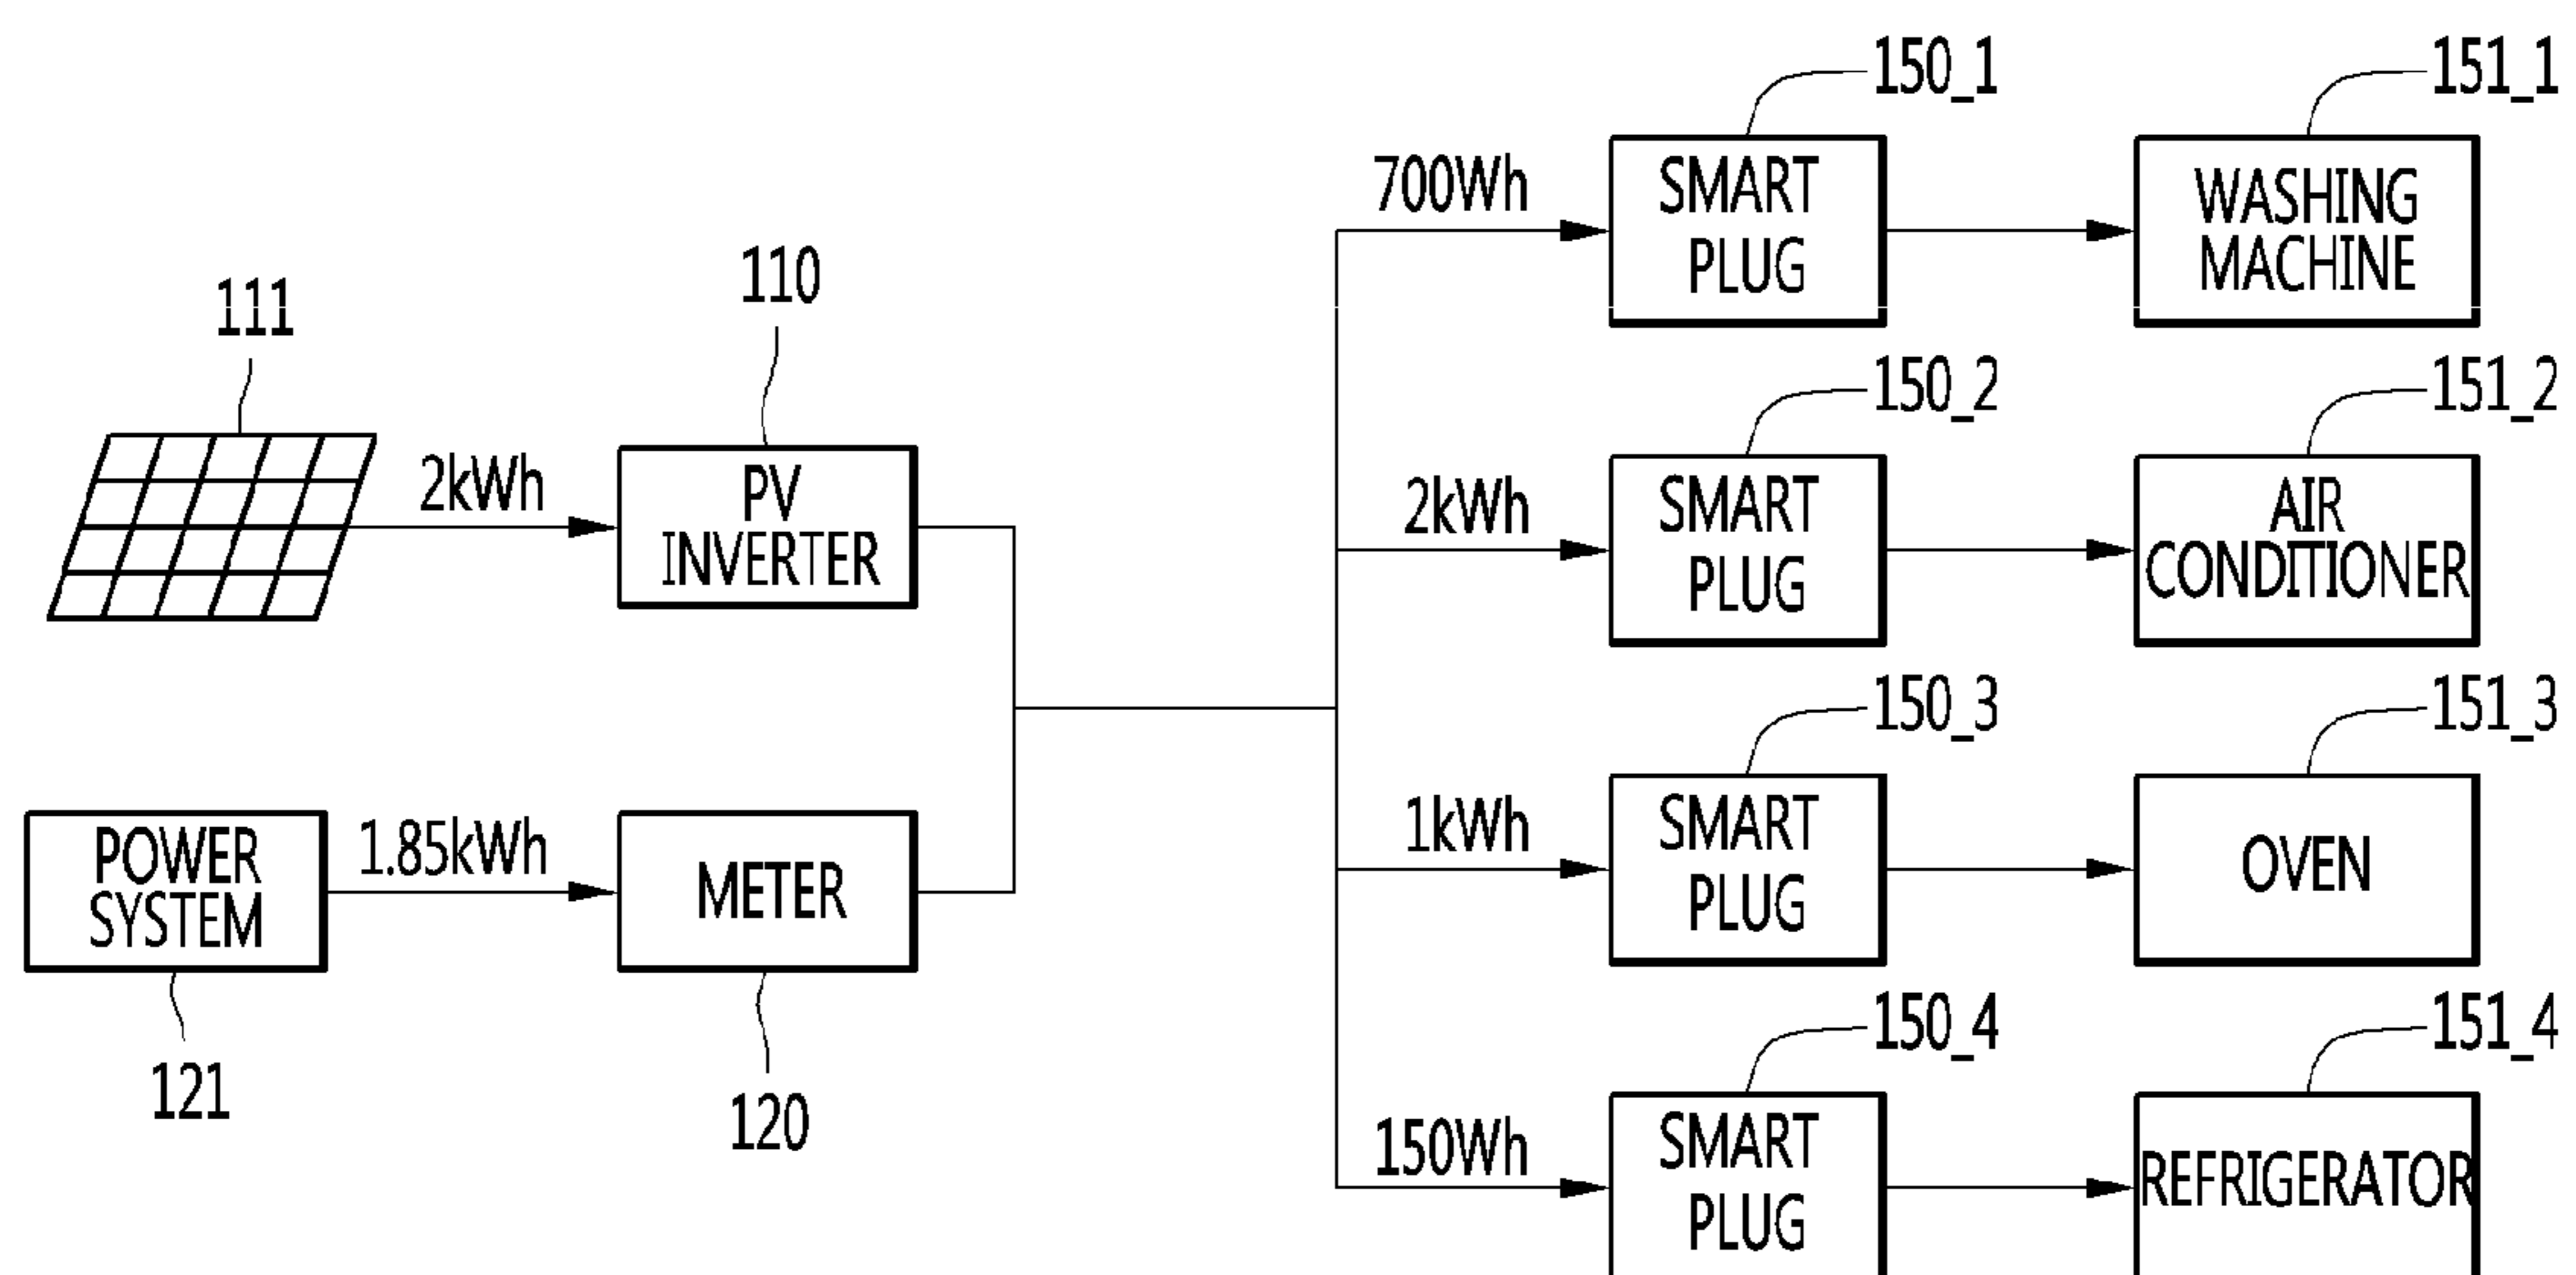 150_1
151_1
700Wh
SMART
PLUG
WASHING
MACHINE
111
110
2kWh
PV
INVERTER
150_2
151_2
2kWh
SMART
PLUG
AIR
CONDITIONER
POWER
SYSTEM
1.85kWh
METER
121
120
150_3
151_3
1kWh
SMART
PLUG
OVEN
150_4
151_4
150Wh
SMART
PLUG
REFRIGERATOR